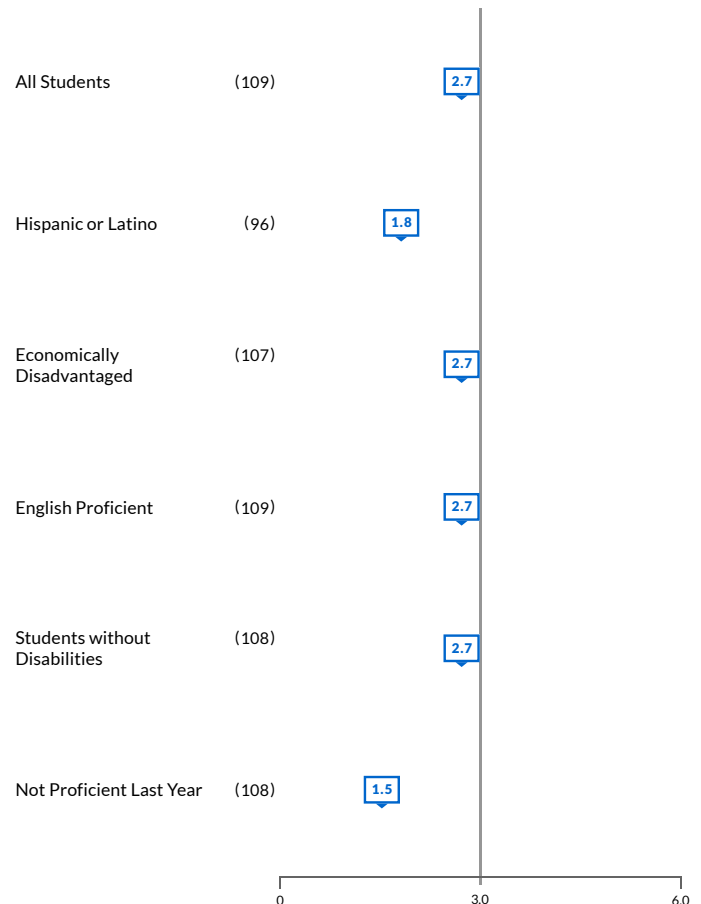 All Students (109) 2.7
Hispanic or Latino (96) 1.8
Economically (107) 2.7
Disadvantaged
English Proficient (109) 2.7
Students without (108) 2.7
Disabilities
Not Proficient Last Year (108) 1.5
0 3.0 6.0